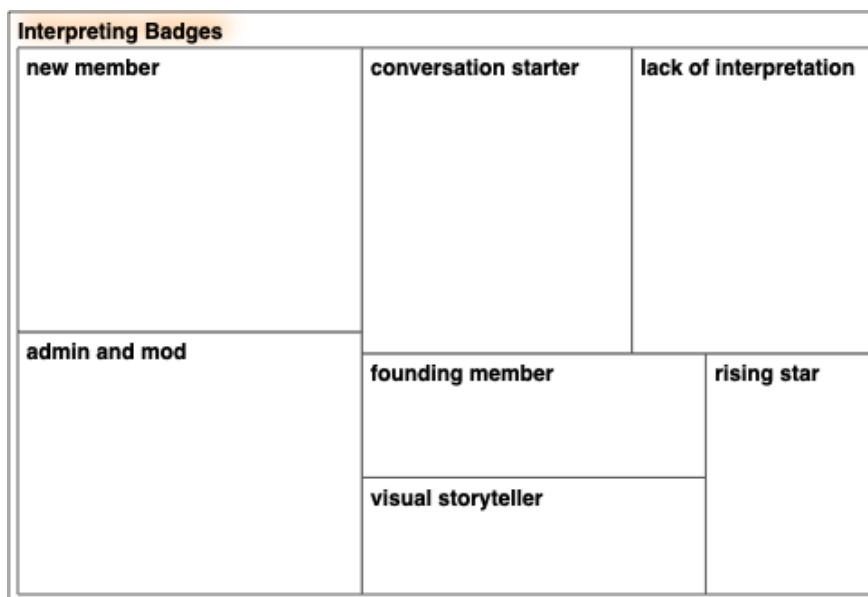 Interpreting Badges
new member
conversation starter
lack of interpretation
admin and mod
founding member
rising star
visual storyteller